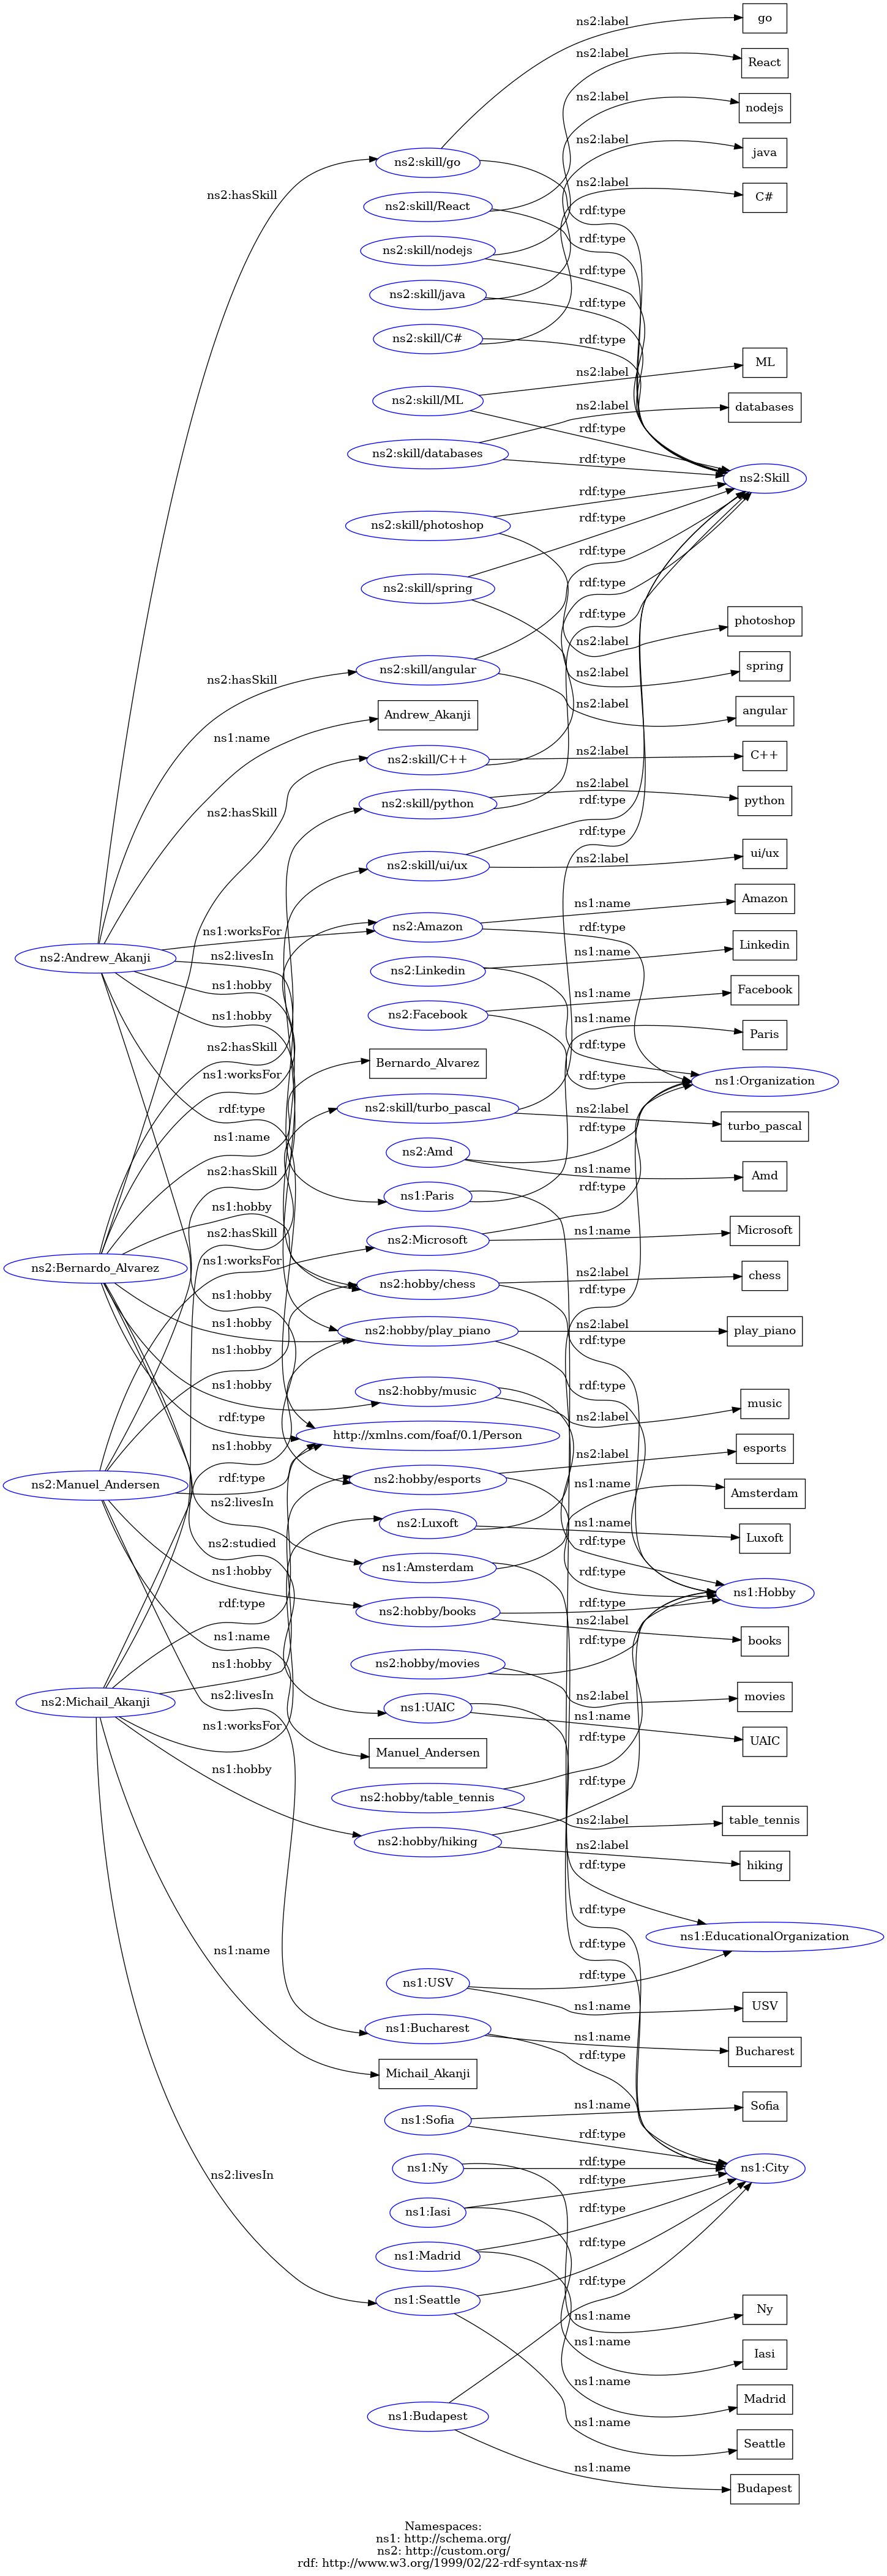 go
ns2:label
React
ns2:label
nodejs
ns2:label
java
ns2:label
ns2:skill/go
ns2:label
C#
ns2:hasSkill
ns2:skill/React
rdf:type
rdf:type
ns2:skill/nodejs
rdf:type
ns2:skill/java
rdf:type
ns2:skill/C#
rdf:type
ML
ns2:label
ns2:skill/ML
ns2:label
databases
rdf:type
ns2:skill/databases
rdf:type
ns2:Skill
rdf:type
ns2:skill/photoshop
rdf:type
rdf:type
ns2:skill/spring
rdf:type
rdf:type
photoshop
ns2:label
ns2:skill/angular
spring
ns2:label
ns2:hasSkill
ns2:label
angular
Andrew_Akanji
ns1:name
ns2:label
C++
ns2:skill/C++
ns2:label
python
ns2:skill/python
rdf:type
ns2:hasSkill
rdf:type
ui/ux
ns2:label
ns2:skill/ui/ux
Amazon
ns1:name
ns2:Amazon
rdf:type
ns1:worksFor
Linkedin
ns1:name
ns2:Andrew_Akanji
ns2:livesIn
ns2:Linkedin
ns1:hobby
Facebook
ns1:name
ns1:hobby
ns2:Facebook
ns1:name
Paris
rdf:type
ns2:hasSkill
Bernardo_Alvarez
ns1:worksFor
rdf:type
ns1:Organization
rdf:type
ns2:skill/turbo_pascal
ns2:label
turbo_pascal
rdf:type
ns1:name
ns2:Amd
ns1:name
Amd
ns2:hasSkill
rdf:type
ns1:Paris
ns1:hobby
ns2:hasSkill
ns2:Microsoft
ns1:name
Microsoft
ns2:Bernardo_Alvarez
ns1:worksFor
ns2:label
chess
ns2:hobby/chess
rdf:type
ns1:hobby
ns1:hobby
ns2:label
play_piano
ns2:hobby/play_piano
rdf:type
ns1:hobby
ns1:hobby
rdf:type
ns2:hobby/music
music
ns2:label
rdf:type
http://xmlns.com/foaf/0.1/Person
ns1:hobby
ns2:label
esports
rdf:type
ns2:hobby/esports
ns1:name
ns2:Manuel_Andersen
Amsterdam
ns2:livesIn
ns2:Luxoft
ns1:name
Luxoft
ns2:studied
rdf:type
ns1:Amsterdam
ns1:hobby
rdf:type
ns1:Hobby
rdf:type
rdf:type
ns2:hobby/books
ns2:label
ns1:name
rdf:type
books
ns1:hobby
ns2:hobby/movies
ns2:livesIn
ns2:label
movies
ns2:Michail_Akanji
ns1:UAIC
ns1:name
ns1:worksFor
rdf:type
UAIC
Manuel_Andersen
ns1:hobby
rdf:type
ns2:hobby/table_tennis
ns2:label
table_tennis
ns2:hobby/hiking
ns2:label
hiking
rdf:type
rdf:type
ns1:EducationalOrganization
rdf:type
ns1:name
rdf:type
ns1:USV
ns1:name
USV
ns1:Bucharest
ns1:name
Bucharest
rdf:type
Michail_Akanji
ns1:name
Sofia
ns1:Sofia
rdf:type
ns1:Ny
rdf:type
ns1:City
ns2:livesIn
rdf:type
ns1:Iasi
rdf:type
ns1:Madrid
rdf:type
ns1:Seattle
rdf:type
Ny
ns1:name
ns1:name
Iasi
ns1:name
Madrid
ns1:Budapest
ns1:name
Seattle
ns1:name
Budapest
Namespaces:
ns1: http://schema.org/
ns2: http://custom.org/
rdf: http://www.w3.org/1999/02/22-rdf-syntax-ns#